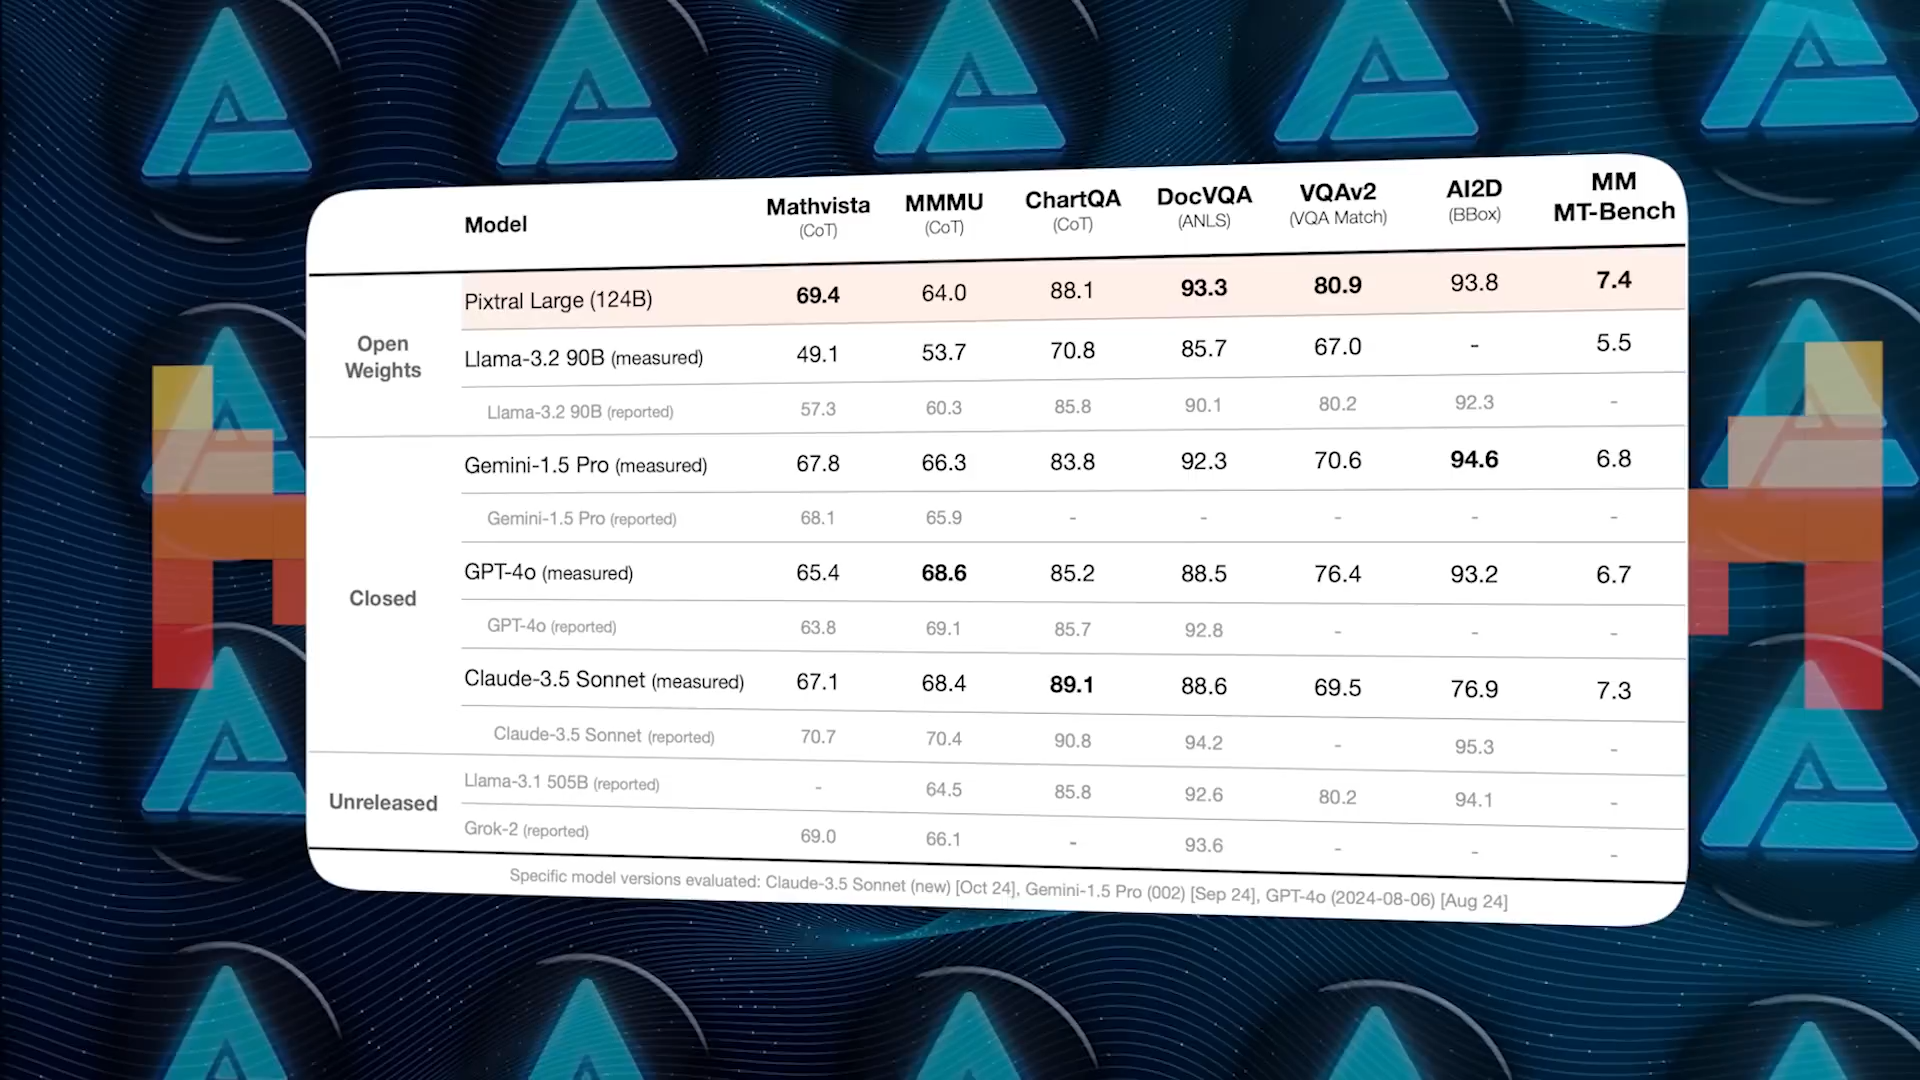 Model Mathvista (CoT) MMMU (CoT) ChartQA (CoT) DocVQA (ANLS) VQAv2 (VQA Match) AI2D (BBox) MM MT-Bench
Open Weights
Pixtral Large (124B) 69.4 64.0 88.1 93.3 80.9 93.8 7.4
Llama-3.2 90B (measured) 49.1 53.7 70.8 85.7 67.0 - 5.5
Llama-3.2 90B (reported) 57.3 60.3 85.8 90.1 80.2 92.3 -
Closed
Gemini-1.5 Pro (measured) 67.8 66.3 83.8 92.3 70.6 94.6 6.8
Gemini-1.5 Pro (reported) 68.1 65.9 - - - - -
GPT-4o (measured) 65.4 68.6 85.2 88.5 76.4 93.2 6.7
GPT-4o (reported) 63.8 69.1 85.7 92.8 - - -
Claude-3.5 Sonnet (measured) 67.1 68.4 89.1 88.6 69.5 76.9 7.3
Claude-3.5 Sonnet (reported) 70.7 70.4 90.8 94.2 - 95.3 -
Unreleased
Llama-3.1 505B (reported) - 64.5 85.8 92.6 80.2 94.1 -
Grok-2 (reported) 69.0 66.1 - 93.6 - - -
Specific model versions evaluated: Claude-3.5 Sonnet (new) [Oct 24], Gemini-1.5 Pro (002) [Sep 24], GPT-4o (2024-08-06) [Aug 24]